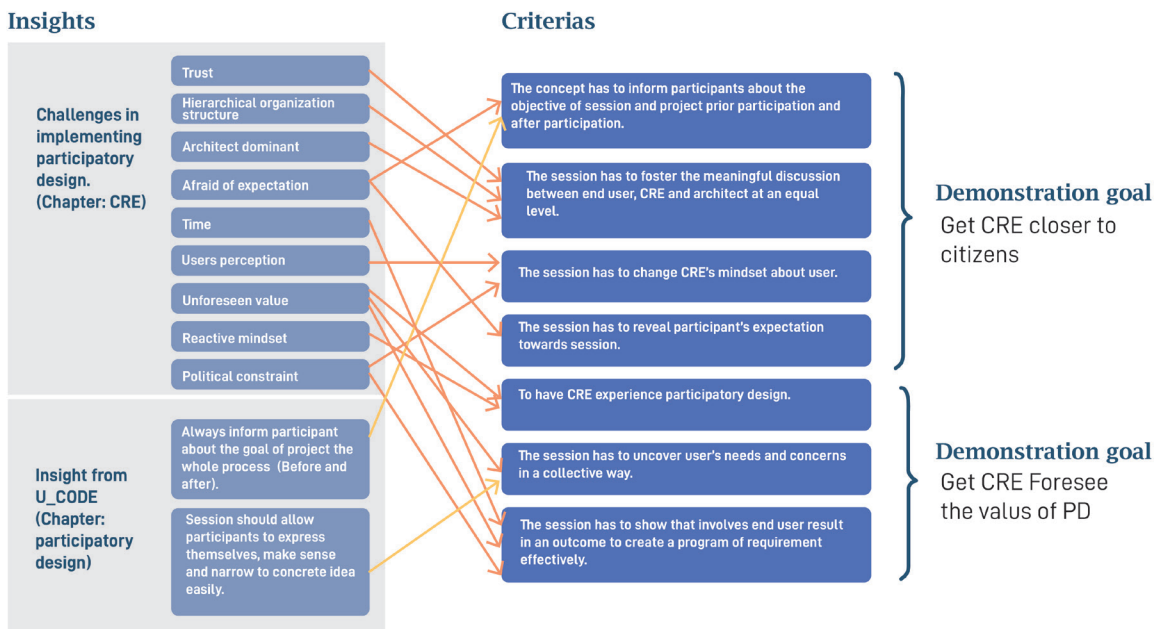 Insights
Challenges in
implementing
participatory
design.
(Chapter: CRE)
Trust
Hierarchical organization
structure
Architect dominant
Afraid of expectation
Time
Users perception
Unforeseen value
Reactive mindset
Political constraint
Insight from
U_CODE
(Chapter:
participatory
design)
Always inform participant
about the goal of project the
whole process (Before and
after).
Session should allow
participants to express
themselves, make sense
and narrow to concrete idea
easily.
Criterias
The concept has to inform participants about the
objective of session and project prior participation and
after participation.
The session has to foster the meaningful discussion
between end user, CRE and architect at an equal
level.
The session has to change CRE's mindset about user.
The session has to reveal participant's expectation
towards session.
To have CRE experience participatory design.
The session has to uncover user's needs and concerns
in a collective way.
The session has to show that involves end user result
in an outcome to create a program of requirement
effectively.
Demonstration goal
Get CRE closer to
citizens
Demonstration goal
Get CRE Foresee
the valus of PD